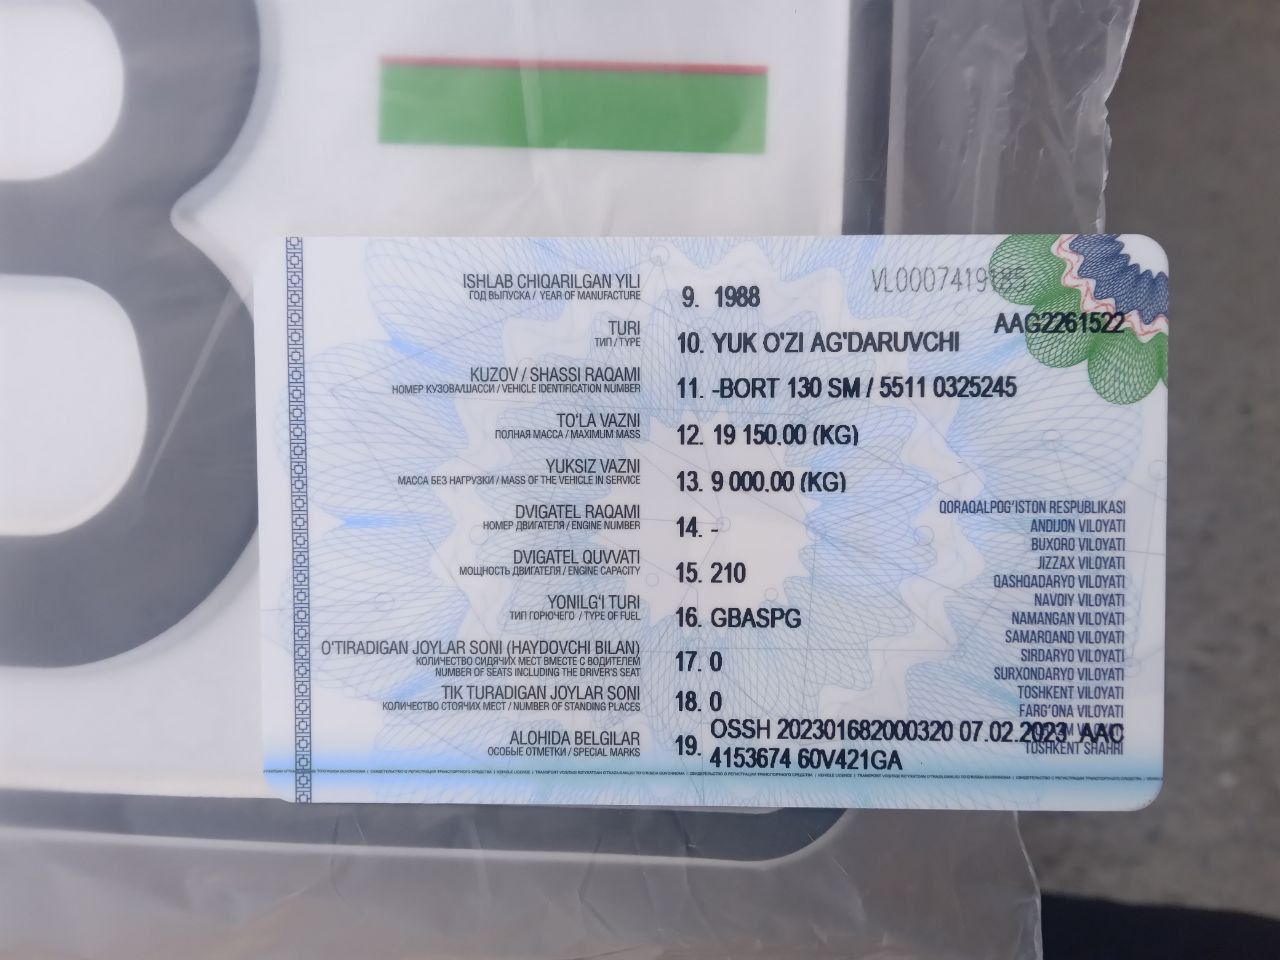 VL0007419185
AAG2261522
ISHLAB CHIQARILGAN YILI
ГОД ВЫПУСКА / YEAR OF MANUFACTURE
9. 1988
TURI
ТИП / TYPE
10. YUK O'ZI AG'DARUVCHI
KUZOV / SHASSI RAQAMI
НОМЕР КУЗОВА/ШАССИ / VEHICLE IDENTIFICATION NUMBER
11. -BORT 130 SM / 5511 0325245
TO‘LA VAZNI
ПОЛНАЯ МАССА / MAXIMUM MASS
12. 19 150.00 (KG)
YUKSIZ VAZNI
МАССА БЕЗ НАГРУЗКИ / MASS OF THE VEHICLE IN SERVICE
13. 9 000.00 (KG)
DVIGATEL RAQAMI
НОМЕР ДВИГАТЕЛЯ / ENGINE NUMBER
14. -
DVIGATEL QUVVATI
МОЩНОСТЬ ДВИГАТЕЛЯ / ENGINE CAPACITY
15. 210
YONILG‘I TURI
ТИП ГОРЮЧЕГО / TYPE OF FUEL
16. GBASPG
O‘TIRADIGAN JOYLAR SONI (HAYDOVCHI BILAN)
КОЛИЧЕСТВО СИДЯЧИХ МЕСТ ВМЕСТЕ С ВОДИТЕЛЕМ
NUMBER OF SEATS INCLUDING THE DRIVER'S SEAT
17. 0
TIK TURADIGAN JOYLAR SONI
КОЛИЧЕСТВО СТОЯЧИХ МЕСТ / NUMBER OF STANDING PLACES
18. 0
ALOHIDA BELGILAR
ОСОБЫЕ ОТМЕТКИ / SPECIAL MARKS
19. OSSH 202301682000320 07.02.2023 AAC
4153674 60V421GA
QORAQALPOG‘ISTON RESPUBLIKASI
ANDIJON VILOYATI
BUXORO VILOYATI
JIZZAX VILOYATI
QASHQADARYO VILOYATI
NAVOIY VILOYATI
NAMANGAN VILOYATI
SAMARQAND VILOYATI
SIRDARYO VILOYATI
SURXONDARYO VILOYATI
TOSHKENT VILOYATI
FARG‘ONA VILOYATI
TOSHKENT SHAHRI